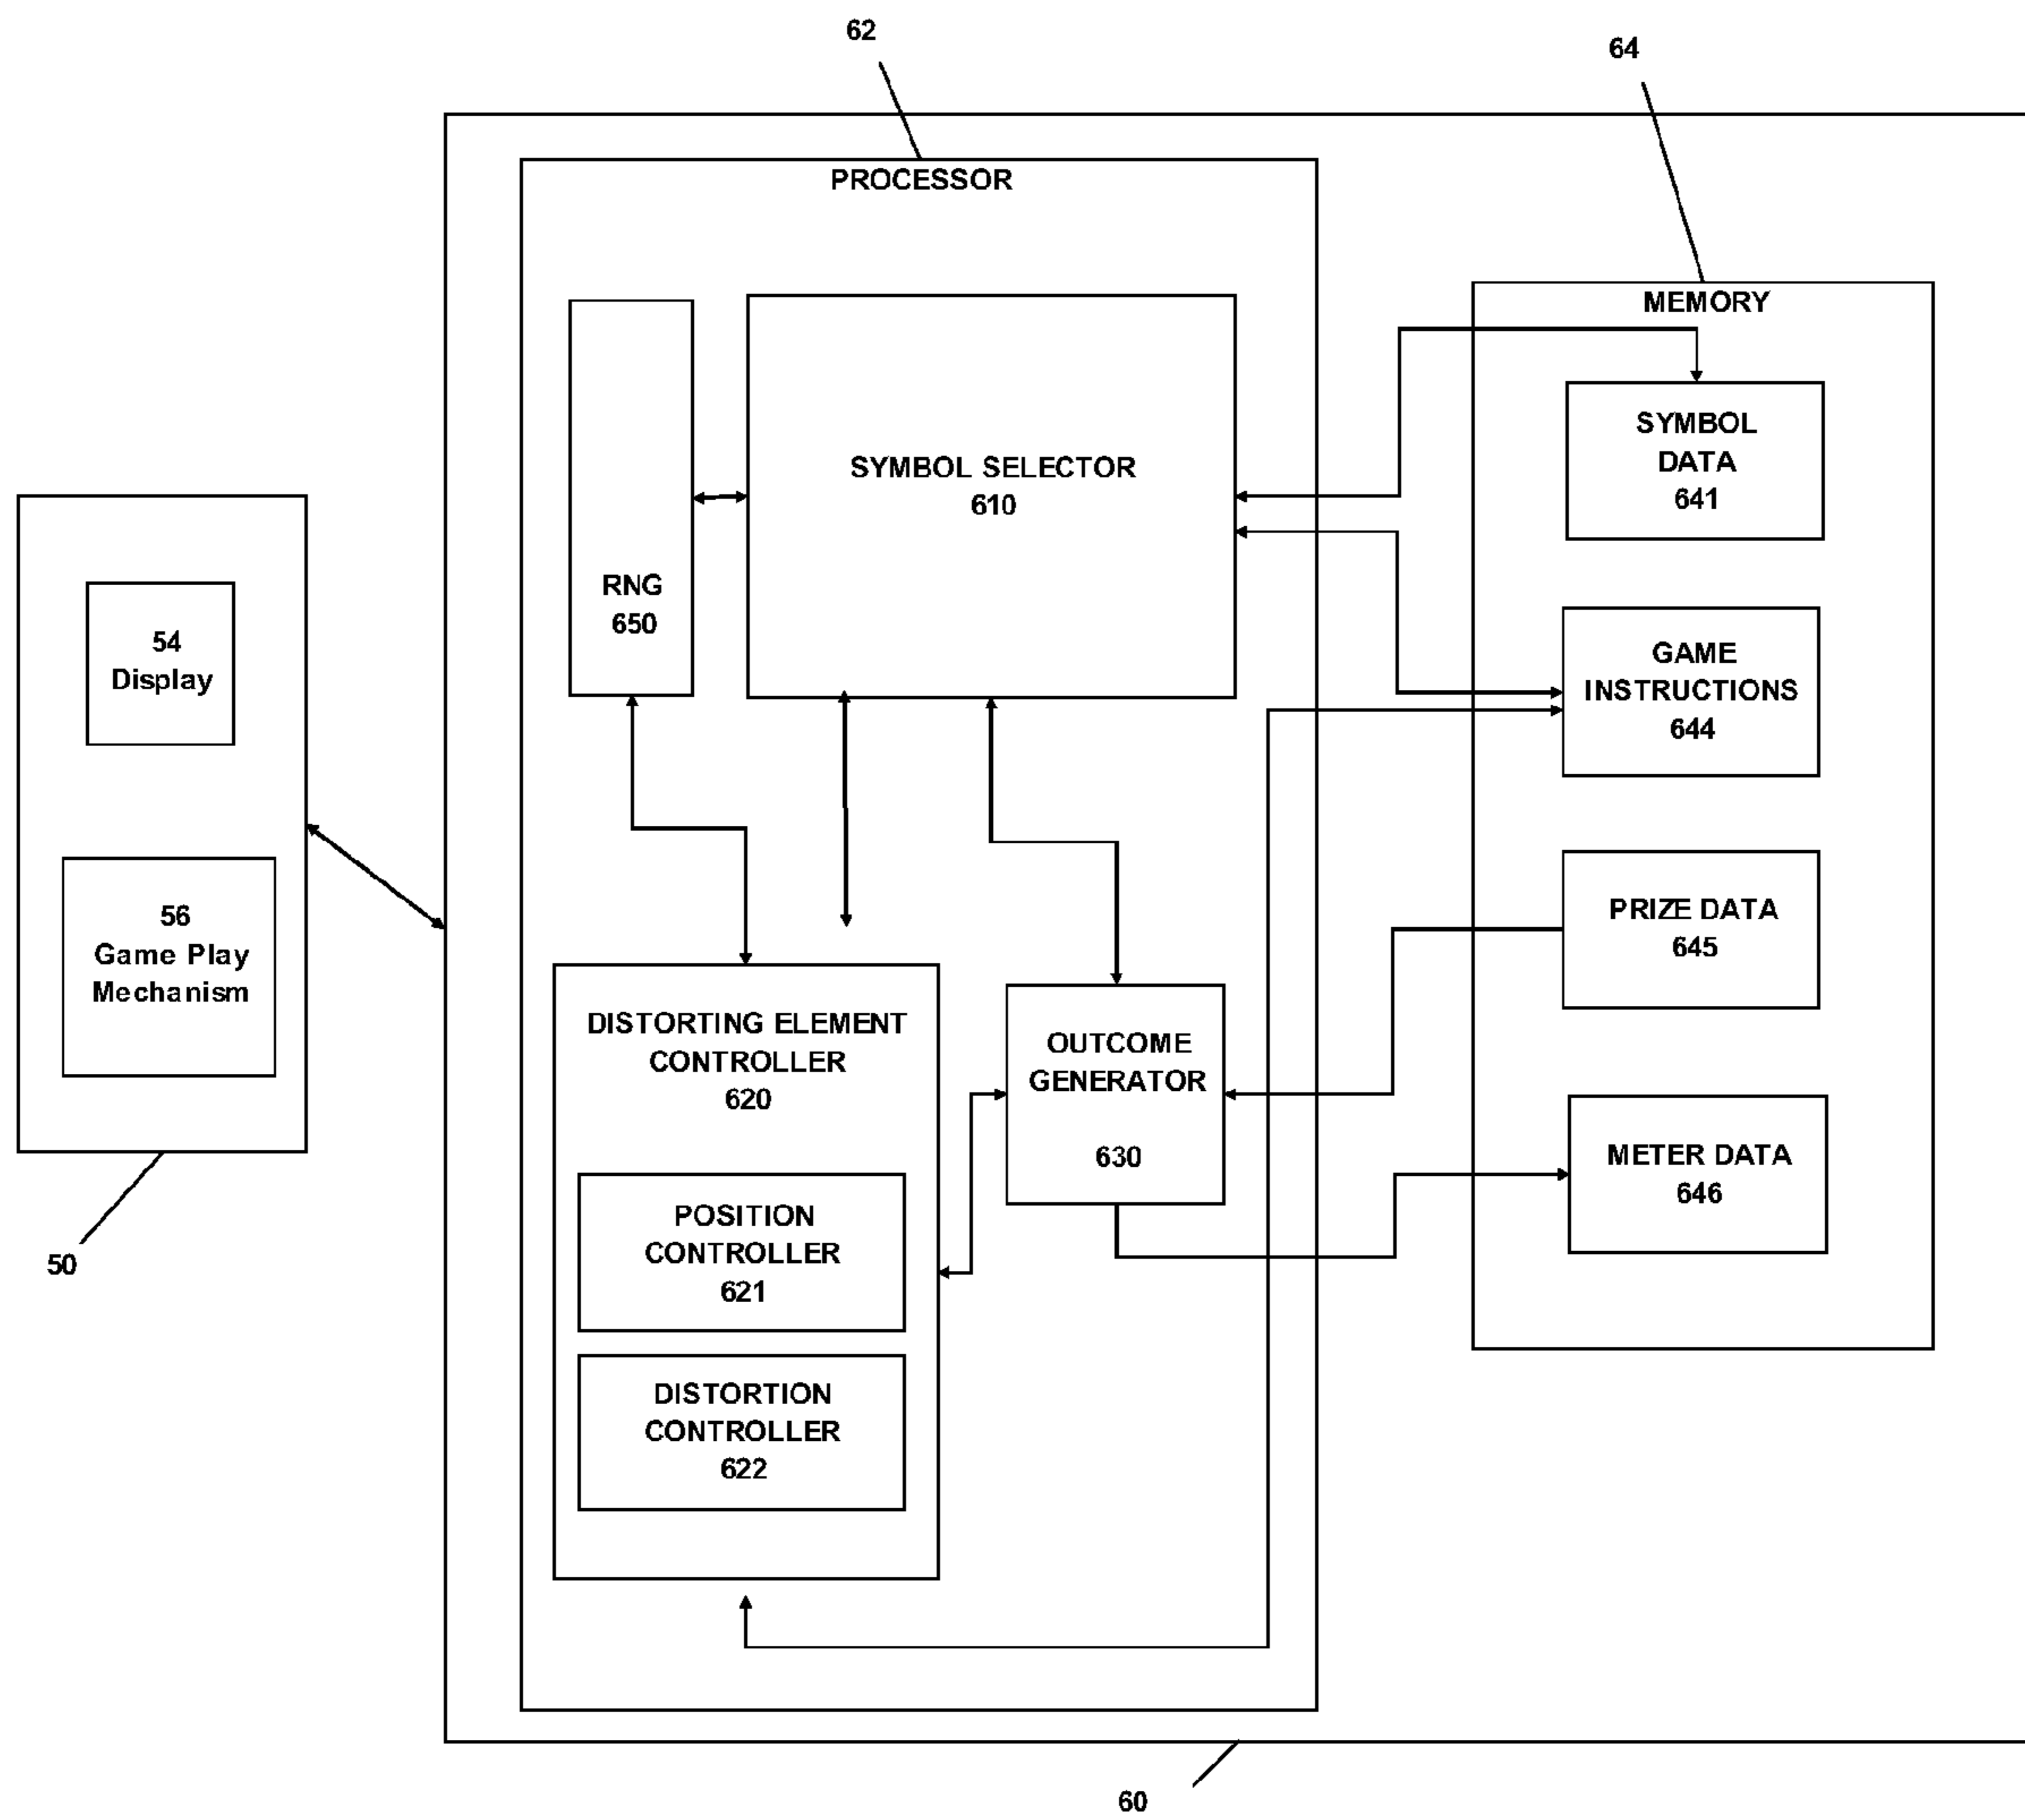 62
64
PROCESSOR
MEMORY
SYMBOL
DATA
641
SYMBOL SELECTOR
610
RNG
650
54
Display
GAME
INSTRUCTIONS
644
56
Game Play
Mechanism
PRIZE DATA
645
DISTORTING ELEMENT
CONTROLLER
620
OUTCOME
GENERATOR
630
METER DATA
646
POSITION
CONTROLLER
621
50
DISTORTION
CONTROLLER
622
60